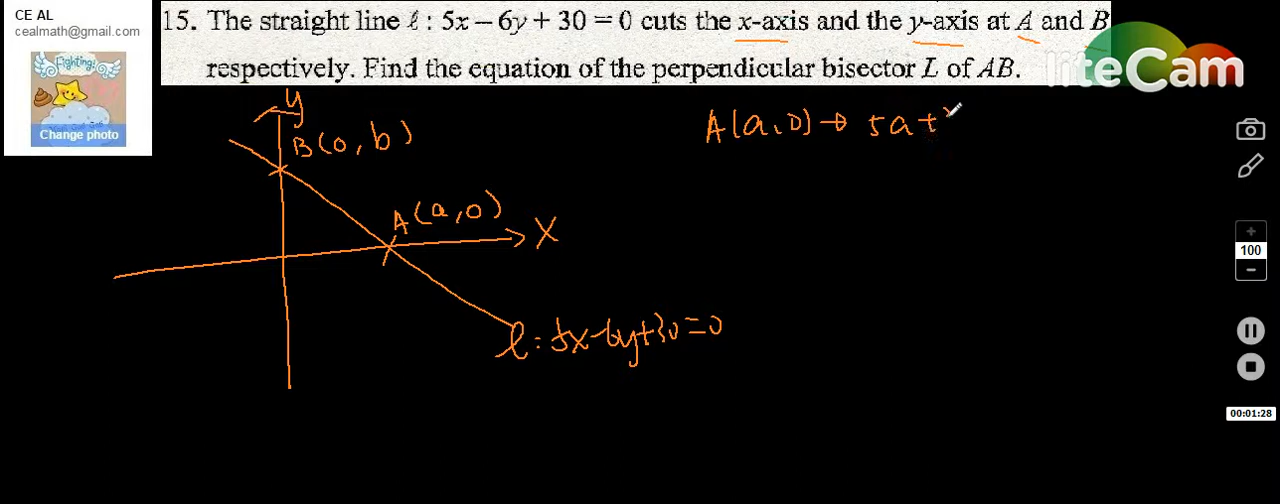 CE AL
cealmath@gmail.com
Fighting!
Change photo
15. The straight line ℓ : 5x − 6y + 30 = 0 cuts the x-axis and the y-axis at A and B
respectively. Find the equation of the perpendicular bisector L of AB.
liteCam
y
B(0, b)
A(a, 0)
X
ℓ : 5x-6y+30=0
A(a, 0) → 5a+
100
00:01:28